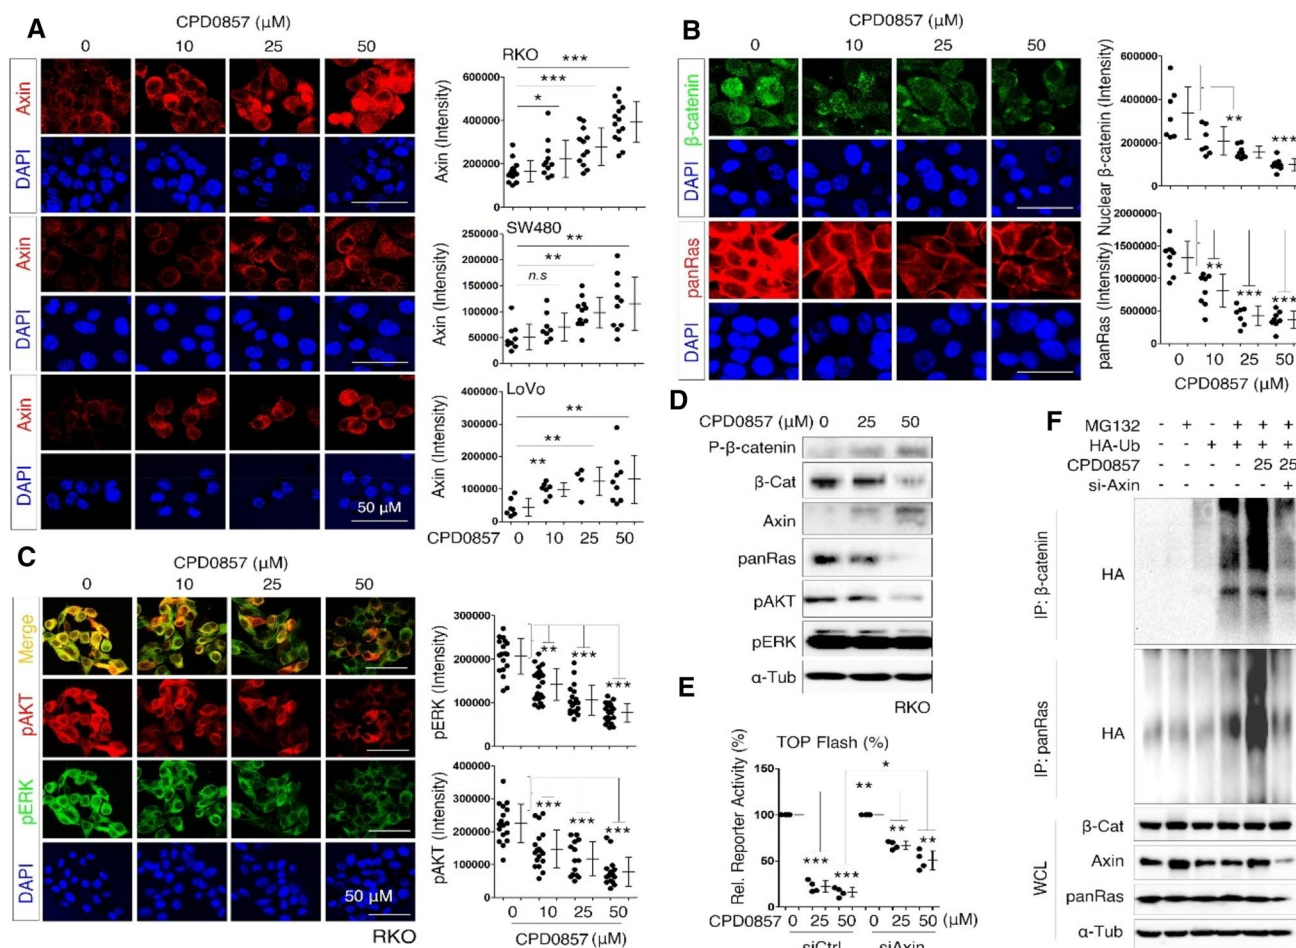 A
CPD0857 (μM)
0 10 25 50
Axin
DAPI
Axin
DAPI
Axin
DAPI
50 μM
RKO
***
***
*
Axin (Intensity)
600000
400000
200000
0
SW480
**
**
n.s
Axin (Intensity)
250000
200000
150000
100000
50000
0
LoVo
**
**
**
Axin (Intensity)
400000
300000
200000
100000
0
CPD0857 0 10 25 50
(μM)
B
CPD0857 (μM)
0 10 25 50
β-catenin
DAPI
panRas
DAPI
Nuclear β-catenin (Intensity)
600000
400000
200000
0
**
***
panRas (Intensity)
2000000
1500000
1000000
500000
0
**
***
***
0 10 25 50
CPD0857 (μM)
C
CPD0857 (μM)
0 10 25 50
Merge
pAKT
pERK
DAPI
50 μM
RKO
pERK (Intensity)
300000
200000
100000
0
**
***
***
pAKT (Intensity)
400000
300000
200000
100000
0
***
***
***
0 10 25 50
CPD0857 (μM)
D
CPD0857 (μM) 0 25 50
P-β-catenin
β-Cat
Axin
panRas
pAKT
pERK
α-Tub
RKO
E
TOP Flash (%)
Rel. Reporter Activity (%)
150
100
50
0
***
***
**
*
**
**
CPD0857 0 25 50 0 25 50 (μM)
siCtrl siAxin
F
MG132 - + - + + +
HA-Ub - - + + + +
CPD0857 - - - - 25 25
si-Axin - - - - - +
IP: β-catenin
HA
IP: panRas
HA
WCL
β-Cat
Axin
panRas
α-Tub